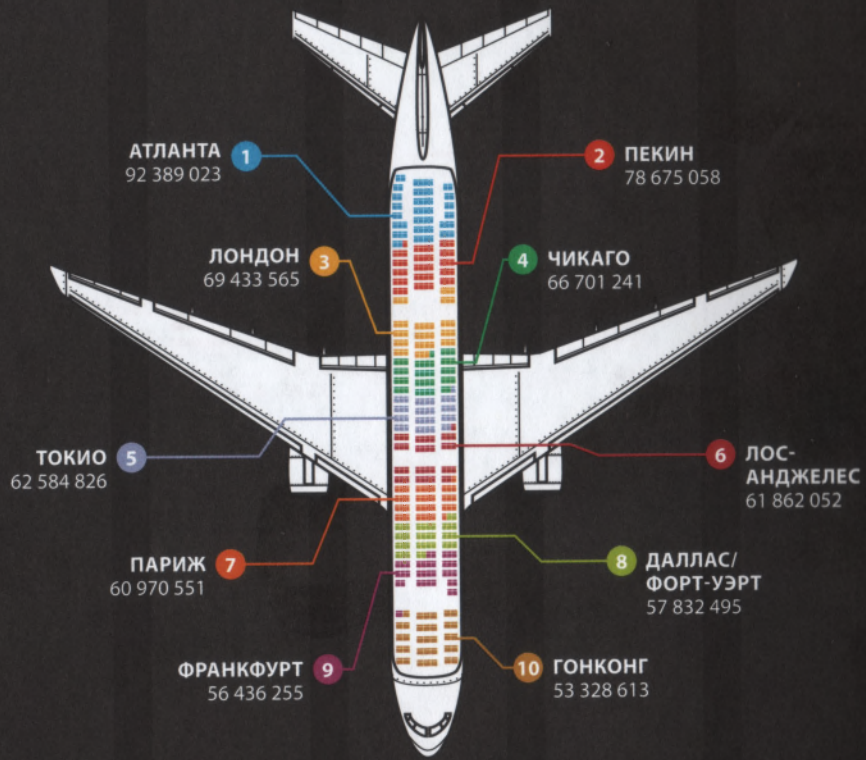 1
АТЛАНТА
92 389 023
2
ПЕКИН
78 675 058
3
ЛОНДОН
69 433 565
4
ЧИКАГО
66 701 241
5
ТОКИО
62 584 826
6
ЛОС-
АНДЖЕЛЕС
61 862 052
7
ПАРИЖ
60 970 551
8
ДАЛЛАС/
ФОРТ-УЭРТ
57 832 495
9
ФРАНКФУРТ
56 436 255
10
ГОНКОНГ
53 328 613